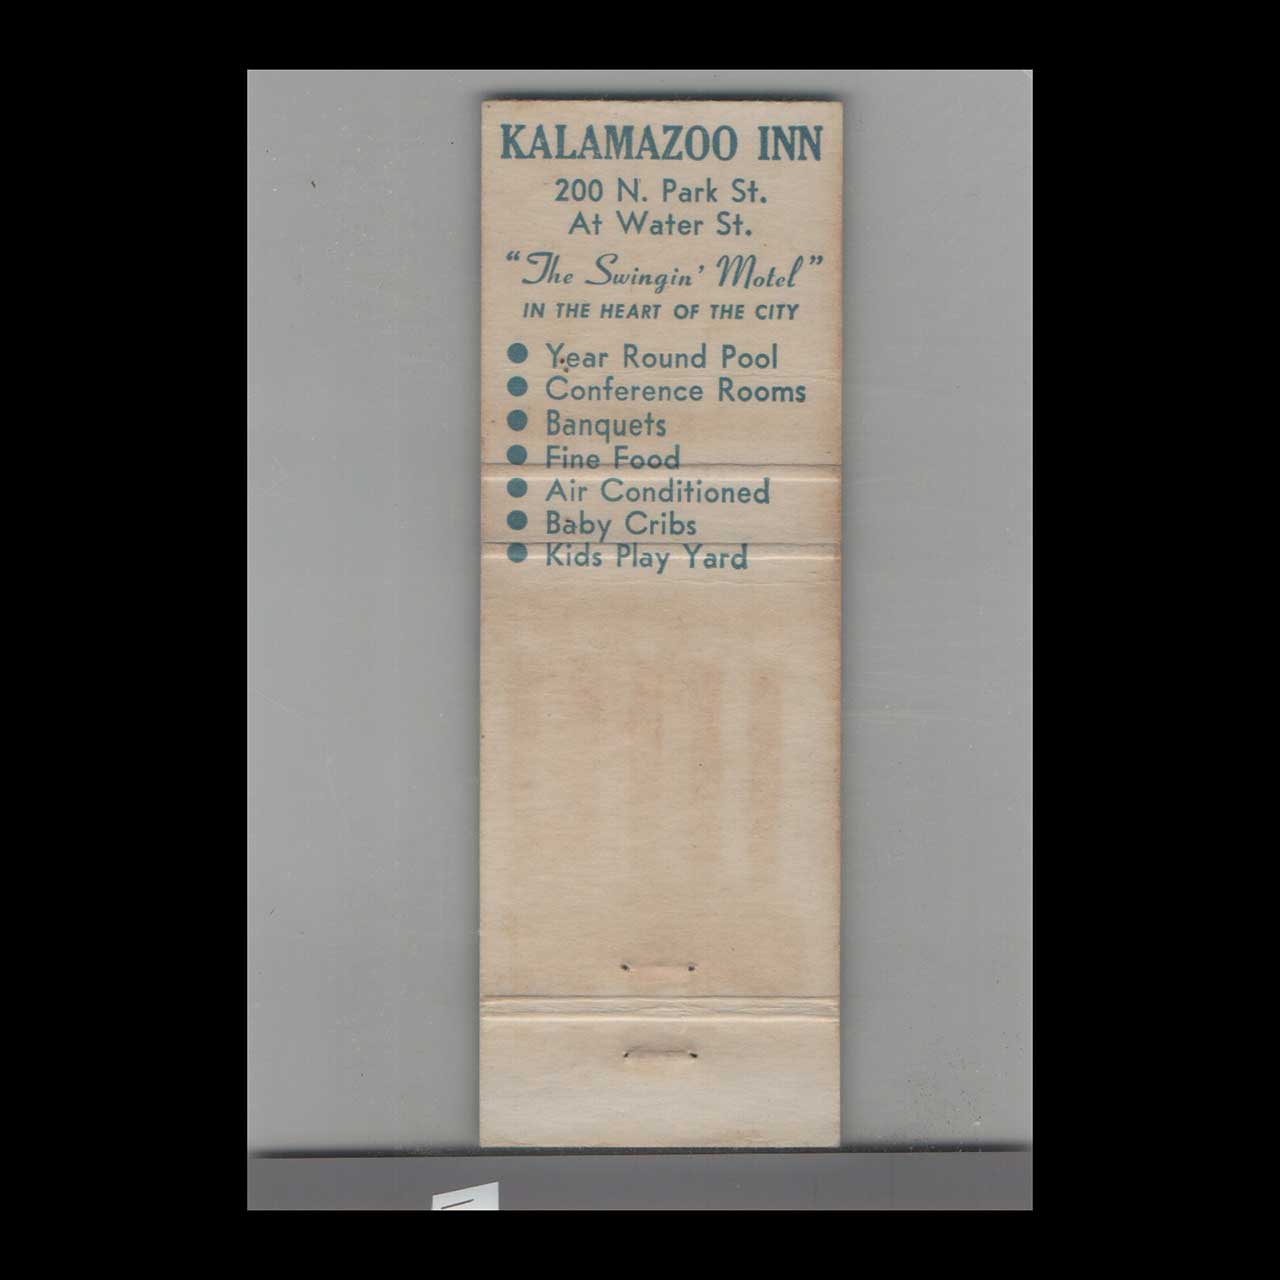 KALAMAZOO INN
200 N. Park St.
At Water St.
“The Swingin’ Motel”
IN THE HEART OF THE CITY
● Year Round Pool
● Conference Rooms
● Banquets
● Fine Food
● Air Conditioned
● Baby Cribs
● Kids Play Yard